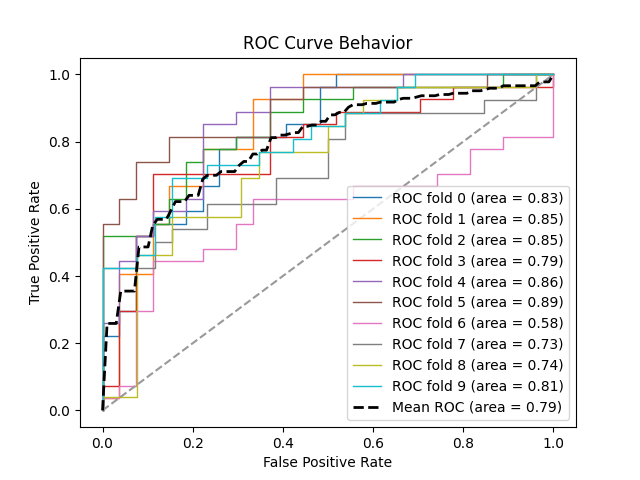 ROC Curve Behavior
True Positive Rate
1.0
0.8
0.6
0.4
0.2
0.0
ROC fold 0 (area = 0.83)
ROC fold 1 (area = 0.85)
ROC fold 2 (area = 0.85)
ROC fold 3 (area = 0.79)
ROC fold 4 (area = 0.86)
ROC fold 5 (area = 0.89)
ROC fold 6 (area = 0.58)
ROC fold 7 (area = 0.73)
ROC fold 8 (area = 0.74)
ROC fold 9 (area = 0.81)
Mean ROC (area = 0.79)
0.0 0.2 0.4 0.6 0.8 1.0
False Positive Rate